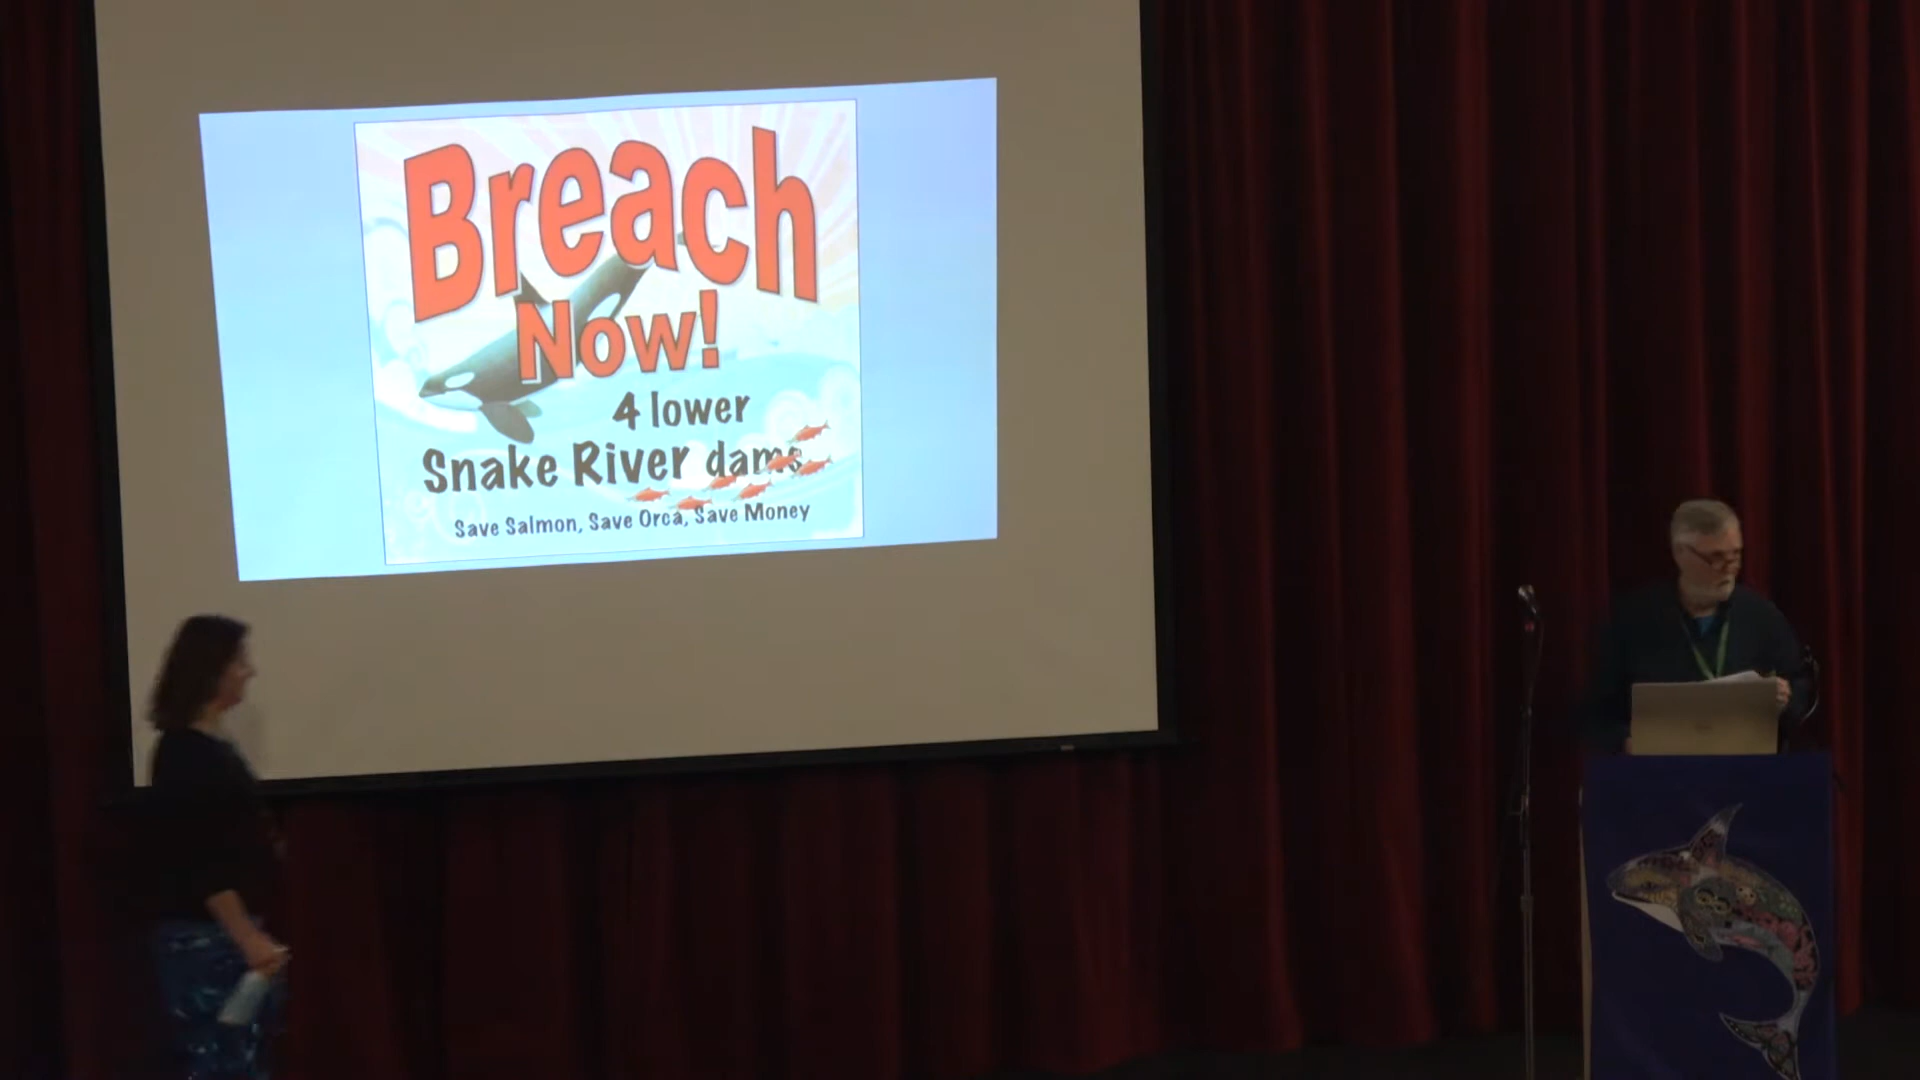 Breach
Now!
4 lower
Snake River dams
Save Salmon, Save Orca, Save Money